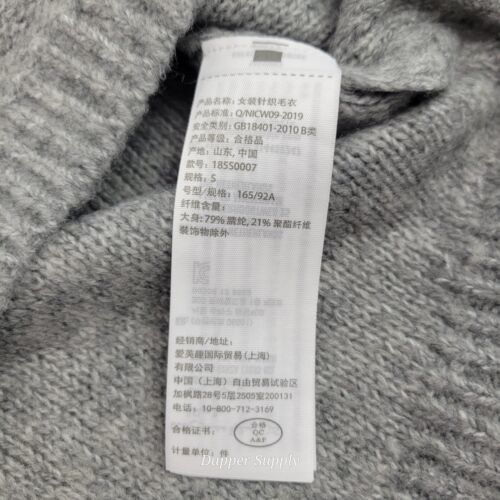 产品名称: 女装针织毛衣
产品标准: Q/NICW09-2019
安全类别: GB18401-2010 B类
产品等级: 合格品
产地: 山东, 中国
款号: 18550007
规格: S
号型/规格: 165/92A
纤维含量:
大身: 79% 腈纶, 21% 聚酯纤维
装饰物除外
经销商/地址:
爱芙趣国际贸易(上海)
有限公司
中国（上海）自由贸易试验区
加枫路28号5层2505室200131
电话: 10-800-712-3169
合格证书:
合格
QC
A&F
计量单位: 件
Dapper Supply